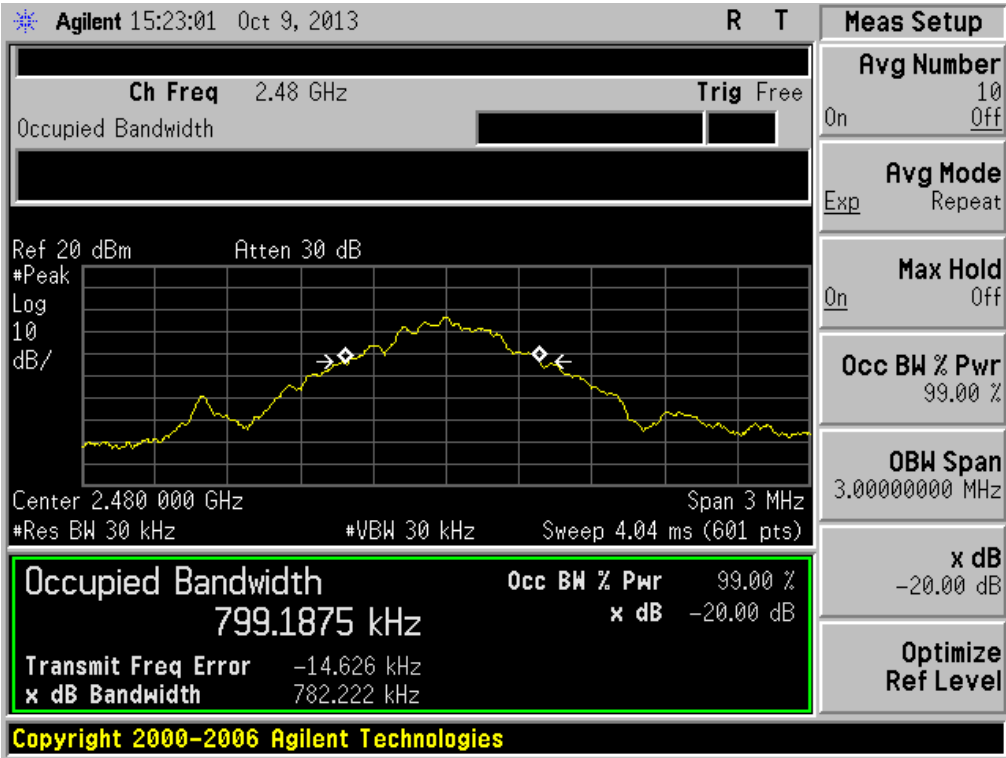 Agilent 15:23:01 Oct 9, 2013 R T
Meas Setup
Ch Freq 2.48 GHz Trig Free
Occupied Bandwidth
Avg Number
10
On Off
Avg Mode
Exp Repeat
Max Hold
On Off
Occ BW % Pwr
99.00 %
OBW Span
3.00000000 MHz
x dB
-20.00 dB
Optimize
Ref Level
Ref 20 dBm Atten 30 dB
#Peak
Log
10
dB/
Center 2.480 000 GHz Span 3 MHz
#Res BW 30 kHz #VBW 30 kHz Sweep 4.04 ms (601 pts)
Occupied Bandwidth Occ BW % Pwr 99.00 %
799.1875 kHz x dB -20.00 dB
Transmit Freq Error -14.626 kHz
x dB Bandwidth 782.222 kHz
Copyright 2000-2006 Agilent Technologies